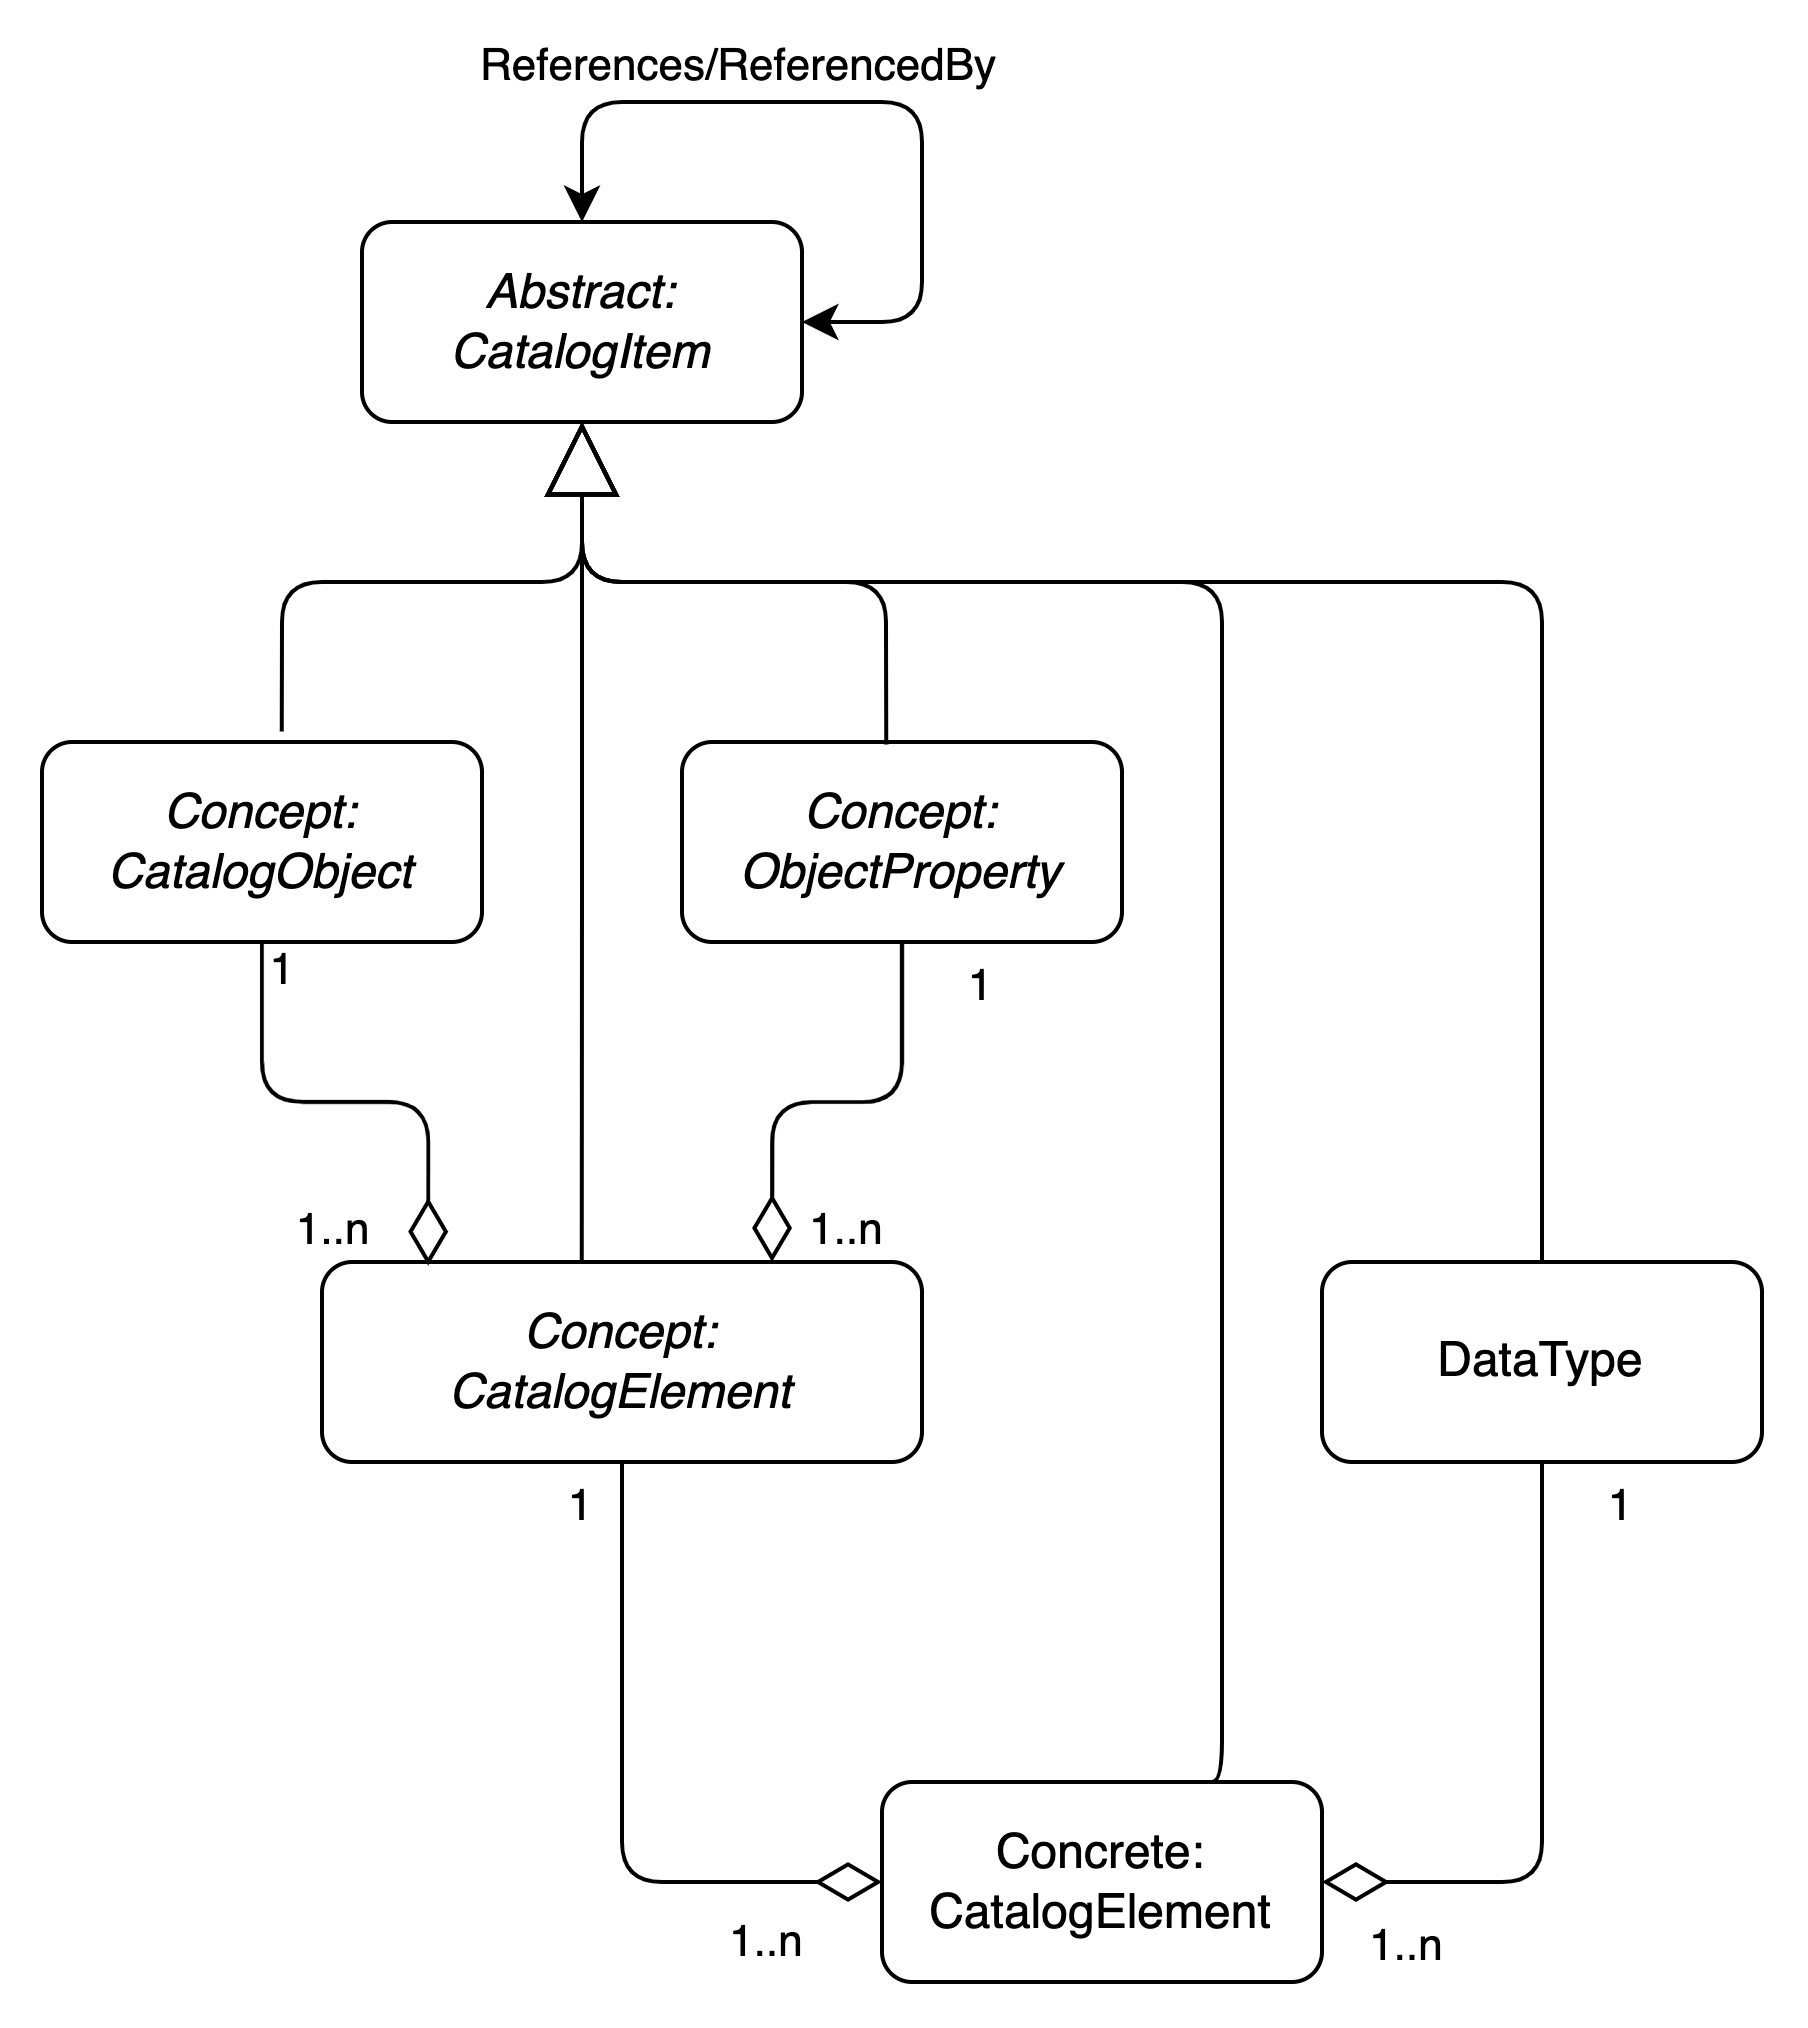 References/ReferencedBy
Abstract:
CatalogItem
Concept:
CatalogObject
Concept:
ObjectProperty
1
1
1..n
1..n
Concept:
CatalogElement
DataType
1
1
Concrete:
CatalogElement
1..n
1..n